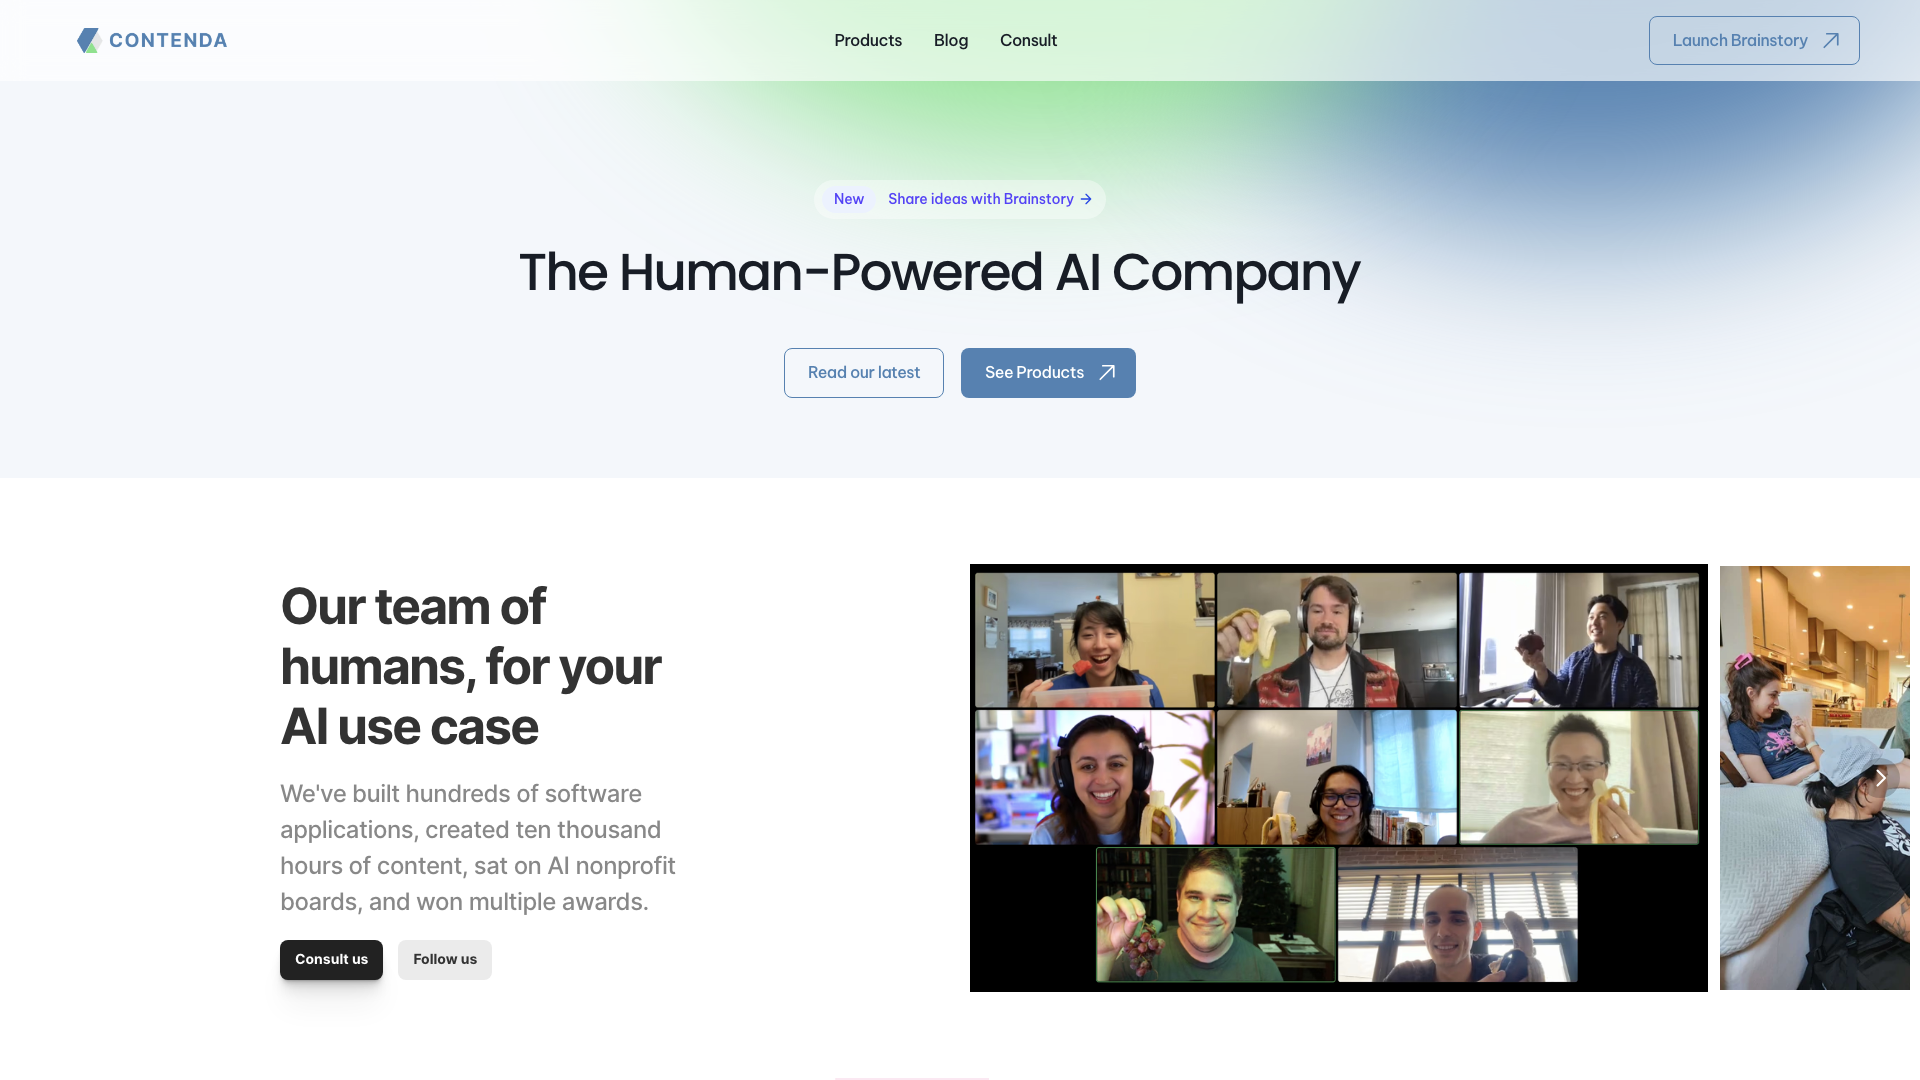 CONTENDA
Products
Blog
Consult
Launch Brainstory
New
Share ideas with Brainstory →
The Human-Powered AI Company
Read our latest
See Products
Our team of
humans, for your
AI use case
We've built hundreds of software
applications, created ten thousand
hours of content, sat on AI nonprofit
boards, and won multiple awards.
Consult us
Follow us